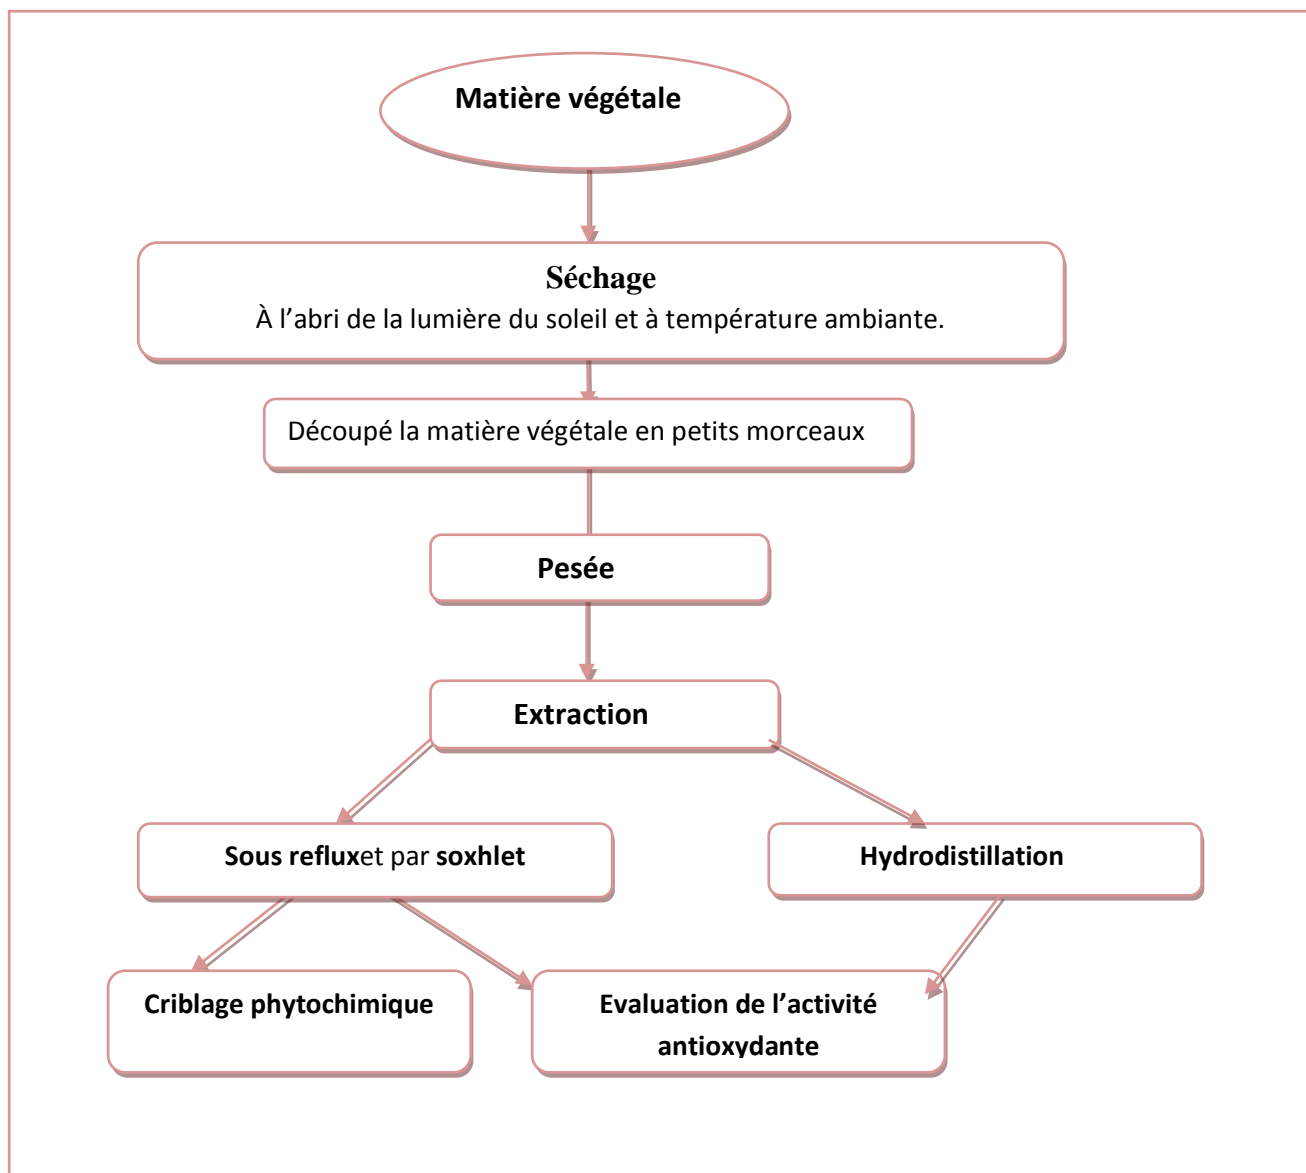 Matière végétale
Séchage
À l’abri de la lumière du soleil et à température ambiante.
Découpé la matière végétale en petits morceaux
Pesée
Extraction
Sous refluxet par soxhlet
Hydrodistillation
Criblage phytochimique
Evaluation de l’activité
antioxydante